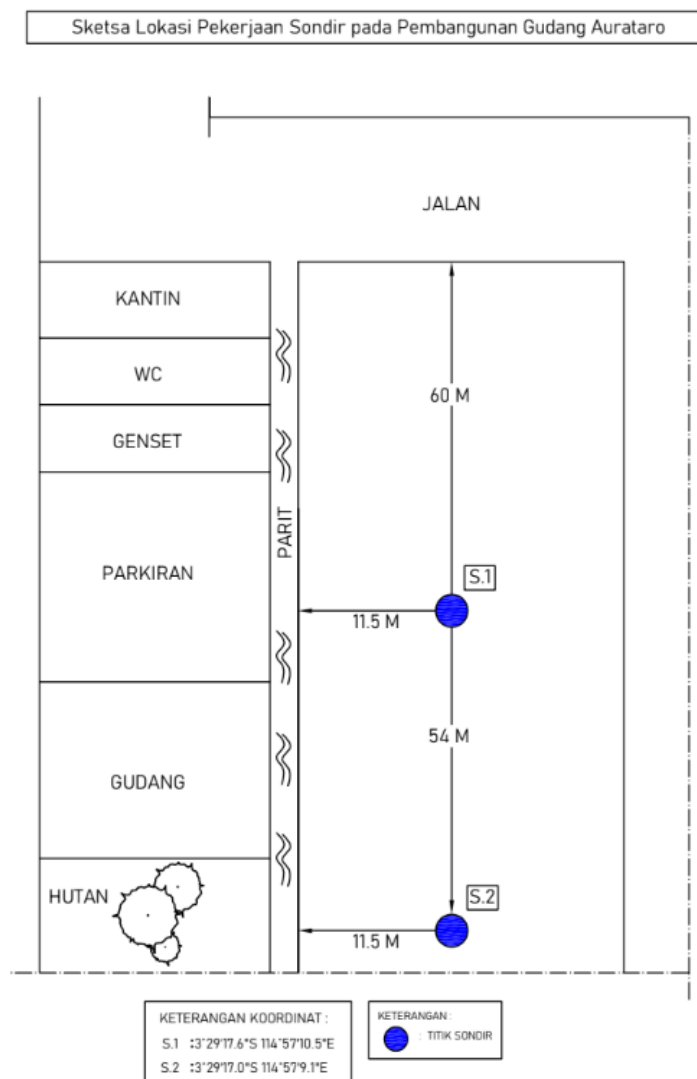 Sketsa Lokasi Pekerjaan Sondir pada Pembangunan Gudang Aurataro
JALAN
KANTIN
WC
60 M
GENSET
PARIT
PARKIRAN
S.1
11.5 M
54 M
GUDANG
HUTAN
S.2
11.5 M
KETERANGAN KOORDINAT :
S.1 :3°29'17.6"S 114°57'10.5"E
S.2 :3°29'17.0"S 114°57'9.1"E
KETERANGAN :
: TITIK SONDIR